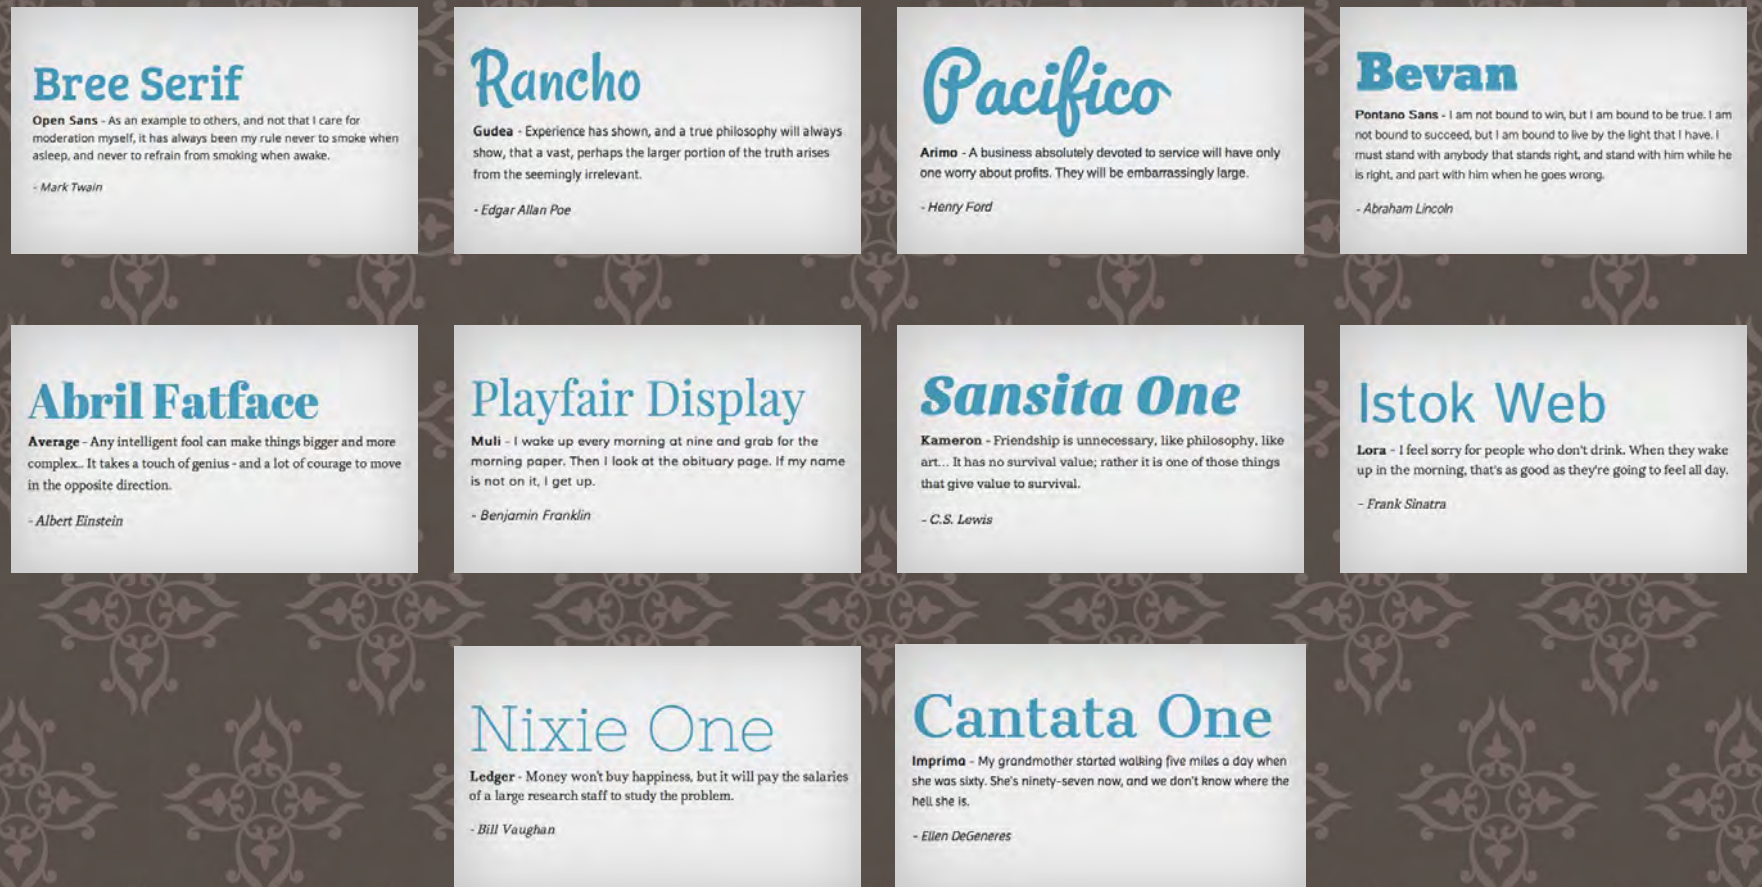 Bree Serif
Open Sans - As an example to others, and not that I care for
moderation myself, it has always been my rule never to smoke when
asleep, and never to refrain from smoking when awake.
- Mark Twain
Rancho
Gudea - Experience has shown, and a true philosophy will always
show, that a vast, perhaps the larger portion of the truth arises
from the seemingly irrelevant.
- Edgar Allan Poe
Pacifico
Arimo - A business absolutely devoted to service will have only
one worry about profits. They will be embarrassingly large.
- Henry Ford
Bevan
Pontano Sans - I am not bound to win, but I am bound to be true. I am
not bound to succeed, but I am bound to live by the light that I have. I
must stand with anybody that stands right, and stand with him while he
is right, and part with him when he goes wrong.
- Abraham Lincoln
Abril Fatface
Average - Any intelligent fool can make things bigger and more
complex... It takes a touch of genius - and a lot of courage to move
in the opposite direction.
- Albert Einstein
Playfair Display
Muli - I wake up every morning at nine and grab for the
morning paper. Then I look at the obituary page. If my name
is not on it, I get up.
- Benjamin Franklin
Sansita One
Kameron - Friendship is unnecessary, like philosophy, like
art... It has no survival value; rather it is one of those things
that give value to survival.
- C.S. Lewis
Istok Web
Lora - I feel sorry for people who don't drink. When they wake
up in the morning, that's as good as they're going to feel all day.
- Frank Sinatra
Nixie One
Ledger - Money won't buy happiness, but it will pay the salaries
of a large research staff to study the problem.
- Bill Vaughan
Cantata One
Imprima - My grandmother started walking five miles a day when
she was sixty. She's ninety-seven now, and we don't know where the
hell she is.
- Ellen DeGeneres